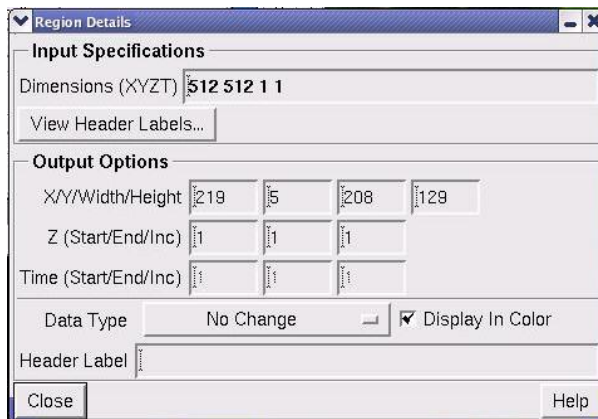 Region Details
Input Specifications
Dimensions (XYZT) 512 512 1 1
View Header Labels...
Output Options
X/Y/Width/Height 219 5 208 129
Z (Start/End/Inc) 1 1 1
Time (Start/End/Inc) 1 1 1
Data Type No Change Display In Color
Header Label
Close Help